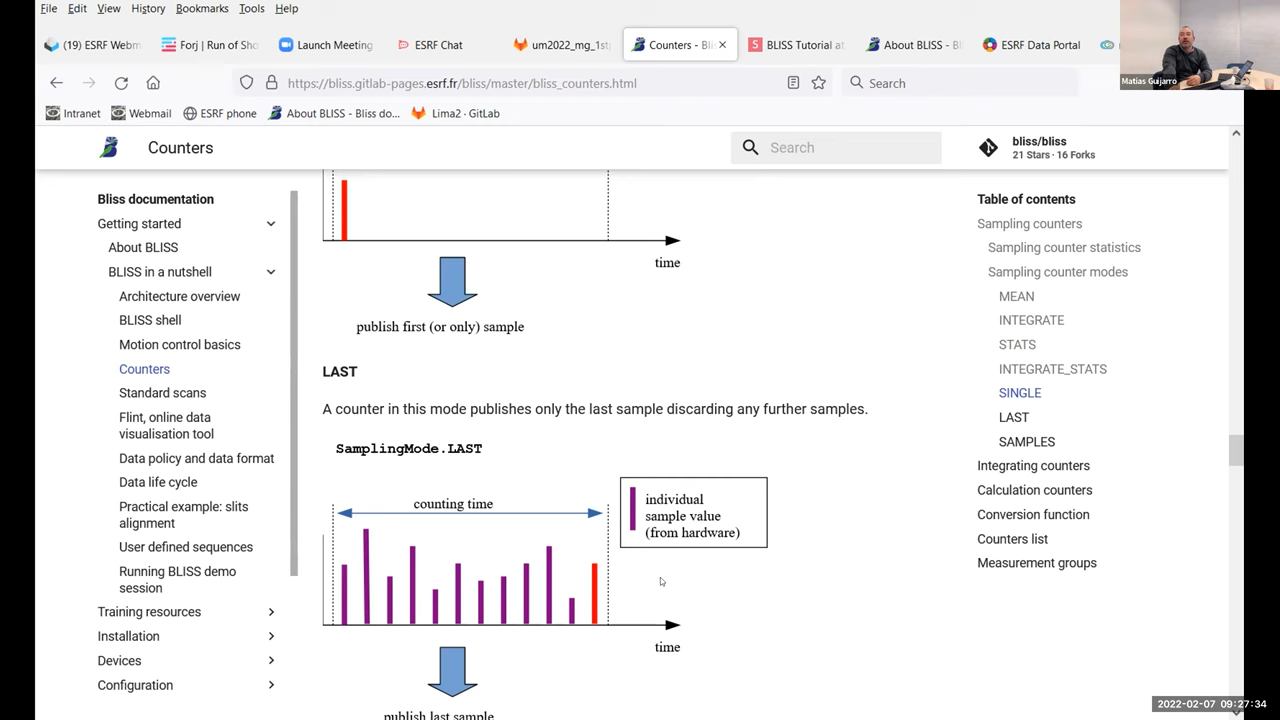 File Edit View History Bookmarks Tools Help
(19) ESRF Webm
Forj | Run of Sho
Launch Meeting
ESRF Chat
um2022_mg_1st
Counters - Bli
BLISS Tutorial at
About BLISS - Bl
ESRF Data Portal
https://bliss.gitlab-pages.esrf.fr/bliss/master/bliss_counters.html
Search
Intranet
Webmail
ESRF phone
About BLISS - Bliss do...
Lima2 · GitLab
Matias Guijarro
Counters
Search
bliss/bliss
21 Stars · 16 Forks
Bliss documentation
Getting started
About BLISS
BLISS in a nutshell
Architecture overview
BLISS shell
Motion control basics
Counters
Standard scans
Flint, online data
visualisation tool
Data policy and data format
Data life cycle
Practical example: slits
alignment
User defined sequences
Running BLISS demo
session
Training resources
Installation
Devices
Configuration
time
publish first (or only) sample
LAST
A counter in this mode publishes only the last sample discarding any further samples.
SamplingMode.LAST
counting time
individual
sample value
(from hardware)
time
publish last sample
Table of contents
Sampling counters
Sampling counter statistics
Sampling counter modes
MEAN
INTEGRATE
STATS
INTEGRATE_STATS
SINGLE
LAST
SAMPLES
Integrating counters
Calculation counters
Conversion function
Counters list
Measurement groups
2022-02-07 09:27:34